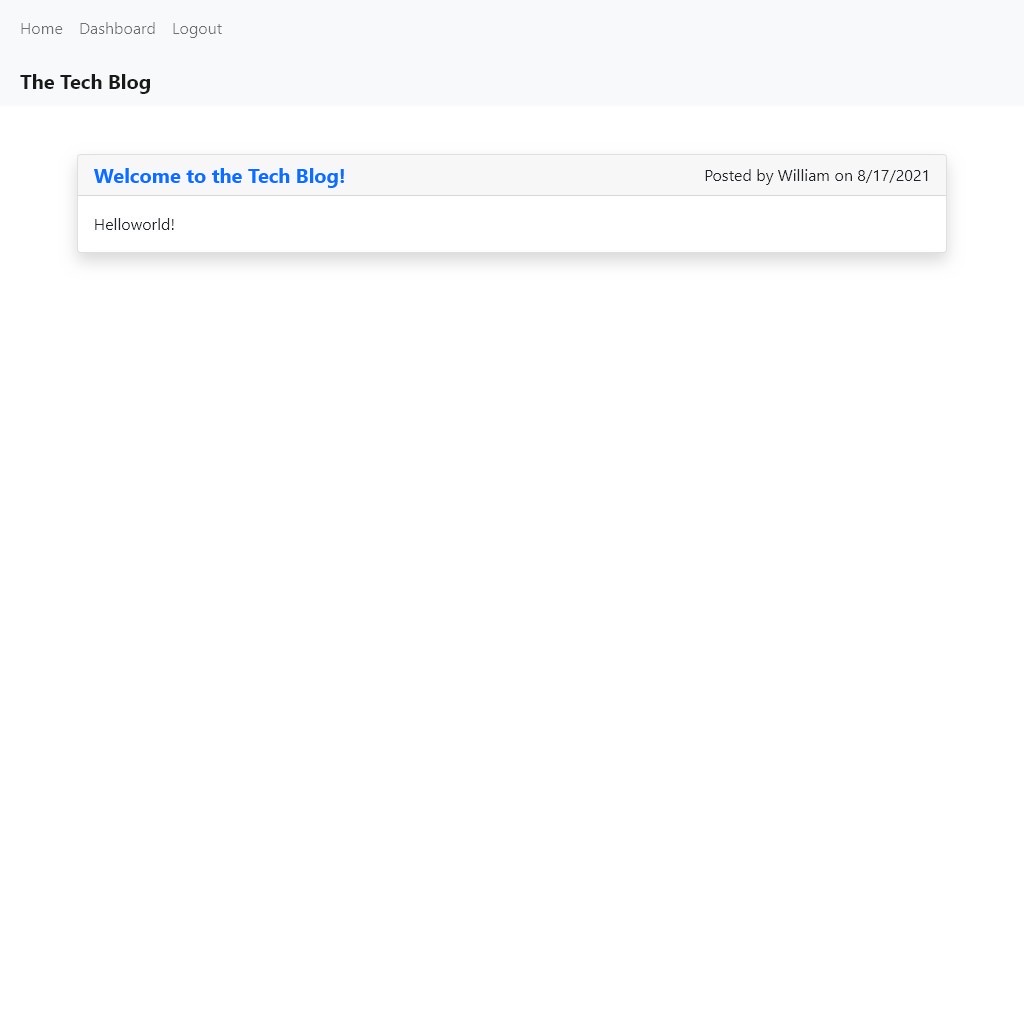 Home Dashboard Logout
The Tech Blog
Welcome to the Tech Blog! Posted by William on 8/17/2021
Helloworld!